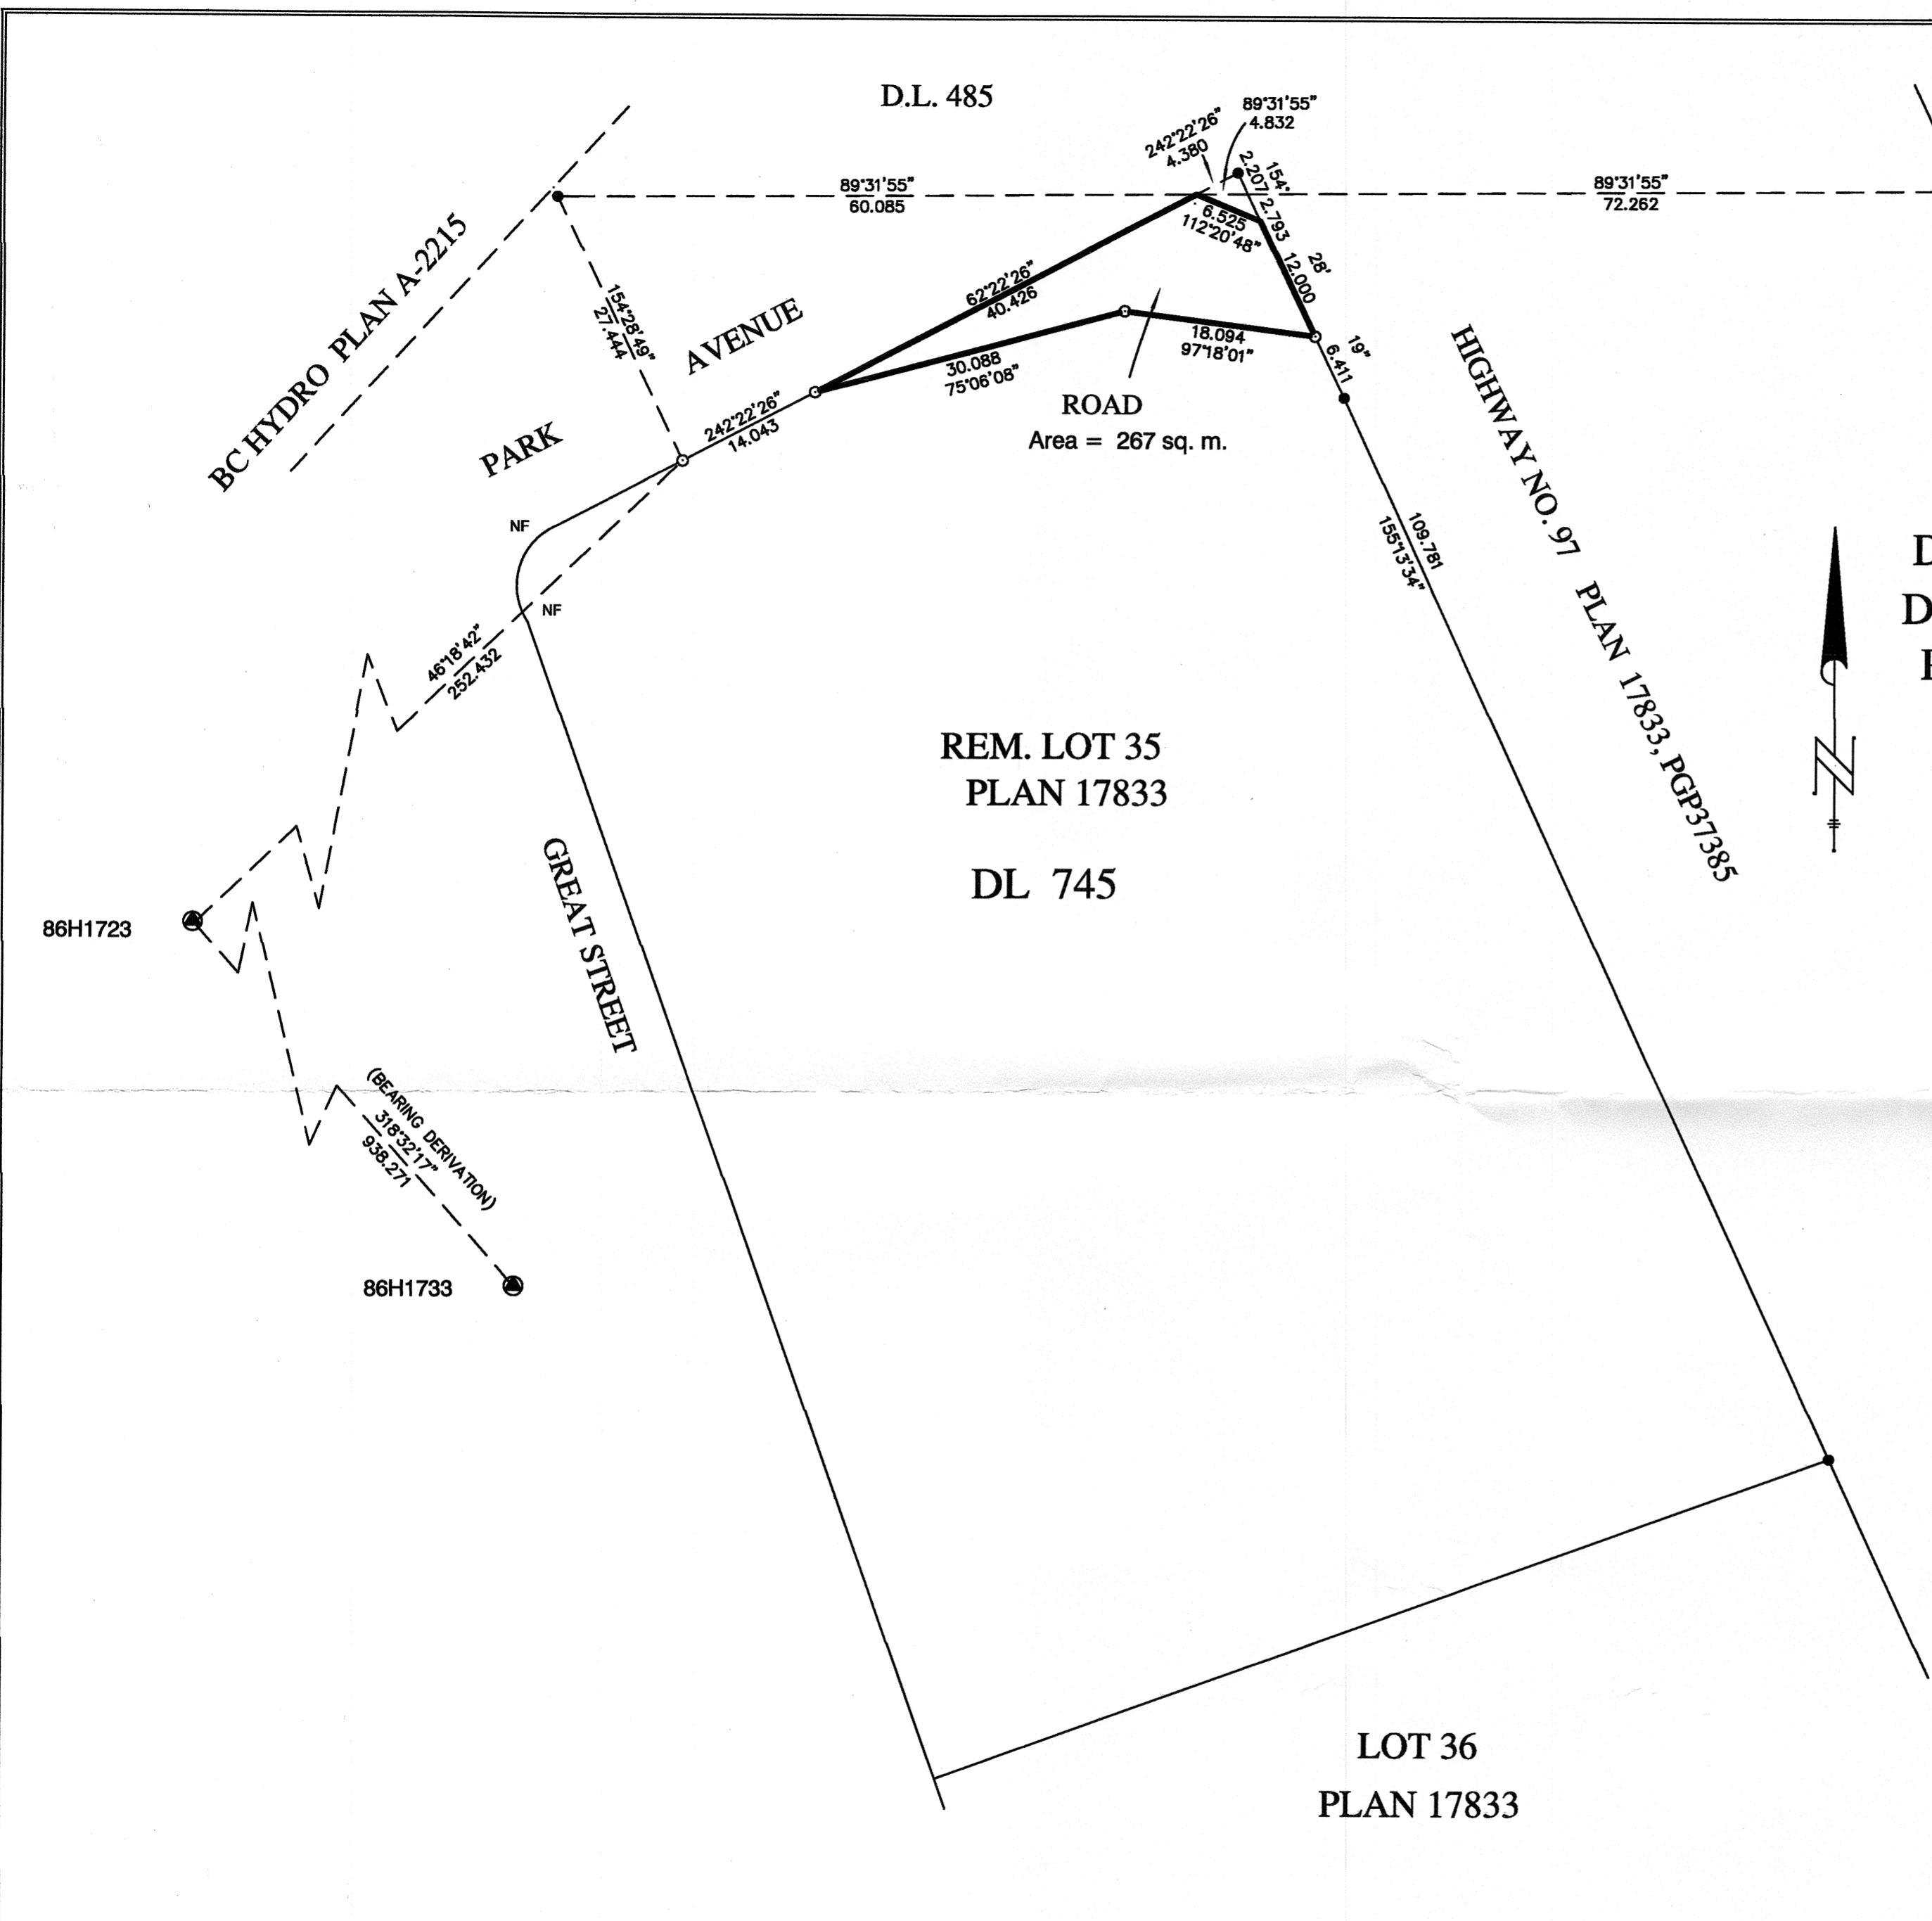 D.L. 485
242°22'26"
4.380
89°31'55"
4.832
2.207
154°
2.793
28'
12.000
19"
6.411
89°31'55"
60.085
89°31'55"
72.262
6.525
112°20'48"
BC HYDRO PLAN A-2215
154°28'49"
27.444
62°22'26"
40.426
PARK AVENUE
30.088
75°06'08"
18.094
97°18'01"
ROAD
Area = 267 sq. m.
242°22'26"
14.043
HIGHWAY NO. 97 PLAN 17833, PGP37385
109.781
155°13'34"
NF
NF
46°18'42"
252.432
REM. LOT 35
PLAN 17833
DL 745
N
GREAT STREET
86H1723
(BEARING DERIVATION)
318°32'17"
938.271
86H1733
LOT 36
PLAN 17833